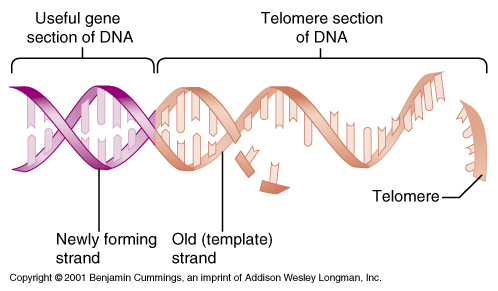 Useful gene
section of DNA
Telomere section
of DNA
Telomere
Newly forming
strand
Old (template)
strand
Copyright © 2001 Benjamin Cummings, an imprint of Addison Wesley Longman, Inc.